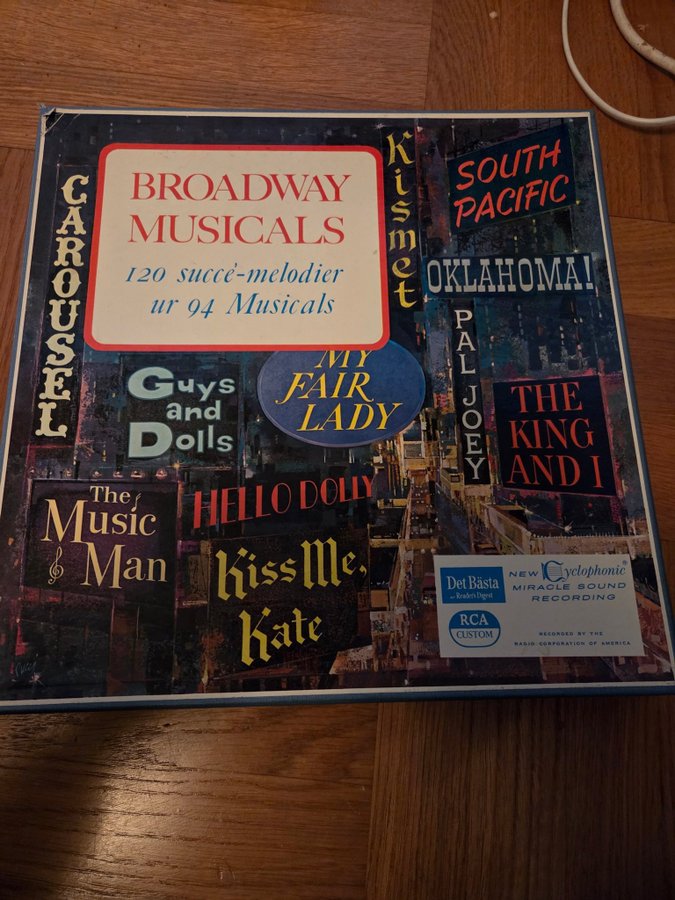 BROADWAY
MUSICALS
120 succé-melodier
ur 94 Musicals
CAROUSEL
Kismet
SOUTH
PACIFIC
OKLAHOMA!
PAL JOEY
MY
FAIR
LADY
Guys
and
Dolls
THE
KING
AND I
The
Music
Man
HELLO DOLLY
Kiss Me,
Kate
Det Bästa
Reader's Digest
RCA
CUSTOM
NEW Cyclophonic®
MIRACLE SOUND
RECORDING
RECORDED BY THE
RADIO CORPORATION OF AMERICA